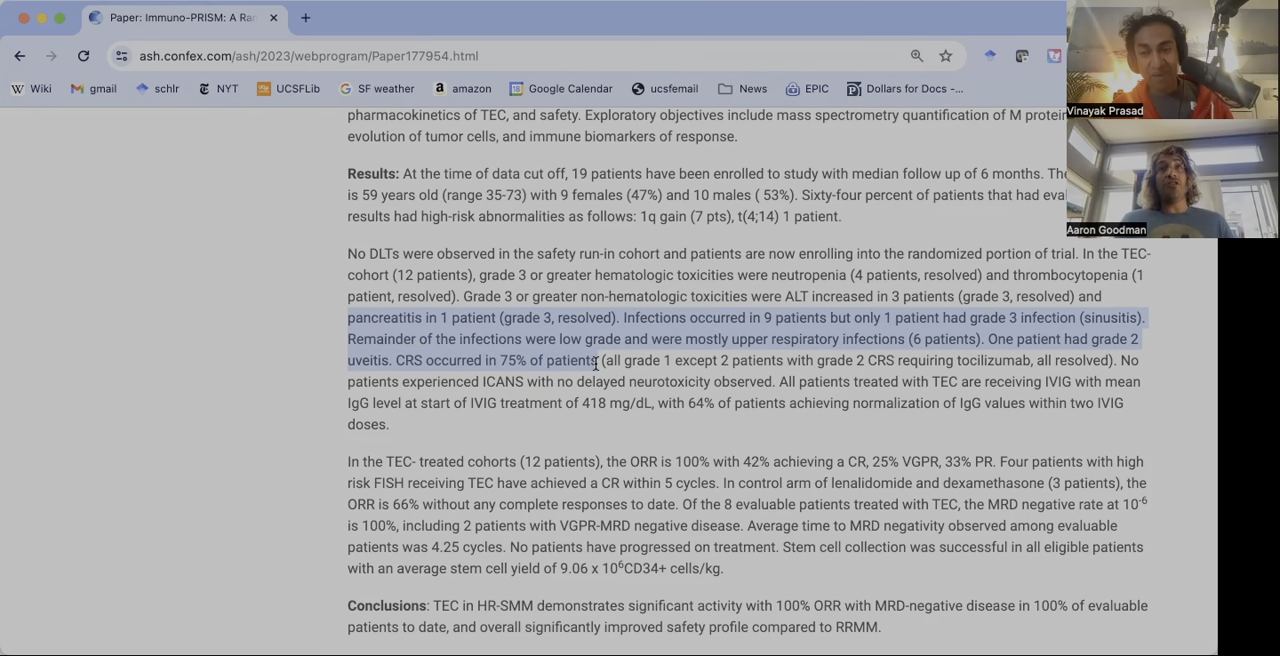 Paper: Immuno-PRISM: A Ra
ash.confex.com/ash/2023/webprogram/Paper177954.html
Wiki gmail schlr NYT UCSFLib SF weather amazon Google Calendar ucsfemail News EPIC Dollars for Docs -...
Vinayak Prasad
Aaron Goodman
pharmacokinetics of TEC, and safety. Exploratory objectives include mass spectrometry quantification of M protein
evolution of tumor cells, and immune biomarkers of response.
Results: At the time of data cut off, 19 patients have been enrolled to study with median follow up of 6 months. The
is 59 years old (range 35-73) with 9 females (47%) and 10 males ( 53%). Sixty-four percent of patients that had
results had high-risk abnormalities as follows: 1q gain (7 pts), t(4;14) 1 patient.
No DLTs were observed in the safety run-in cohort and patients are now enrolling into the randomized portion of trial. In the TEC-
cohort (12 patients), grade 3 or greater hematologic toxicities were neutropenia (4 patients, resolved) and thrombocytopenia (1
patient, resolved). Grade 3 or greater non-hematologic toxicities were ALT increased in 3 patients (grade 3, resolved) and
pancreatitis in 1 patient (grade 3, resolved). Infections occurred in 9 patients but only 1 patient had grade 3 infection (sinusitis).
Remainder of the infections were low grade and were mostly upper respiratory infections (6 patients). One patient had grade 2
uveitis. CRS occurred in 75% of patients (all grade 1 except 2 patients with grade 2 CRS requiring tocilizumab, all resolved). No
patients experienced ICANS with no delayed neurotoxicity observed. All patients treated with TEC are receiving IVIG with mean
IgG level at start of IVIG treatment of 418 mg/dL, with 64% of patients achieving normalization of IgG values within two IVIG
doses.
In the TEC- treated cohorts (12 patients), the ORR is 100% with 42% achieving a CR, 25% VGPR, 33% PR. Four patients with high
risk FISH receiving TEC have achieved a CR within 5 cycles. In control arm of lenalidomide and dexamethasone (3 patients), the
ORR is 66% without any complete responses to date. Of the 8 evaluable patients treated with TEC, the MRD negative rate at 10-6
is 100%, including 2 patients with VGPR-MRD negative disease. Average time to MRD negativity observed among evaluable
patients was 4.25 cycles. No patients have progressed on treatment. Stem cell collection was successful in all eligible patients
with an average stem cell yield of 9.06 x 106CD34+ cells/kg.
Conclusions: TEC in HR-SMM demonstrates significant activity with 100% ORR with MRD-negative disease in 100% of evaluable
patients to date, and overall significantly improved safety profile compared to RRMM.